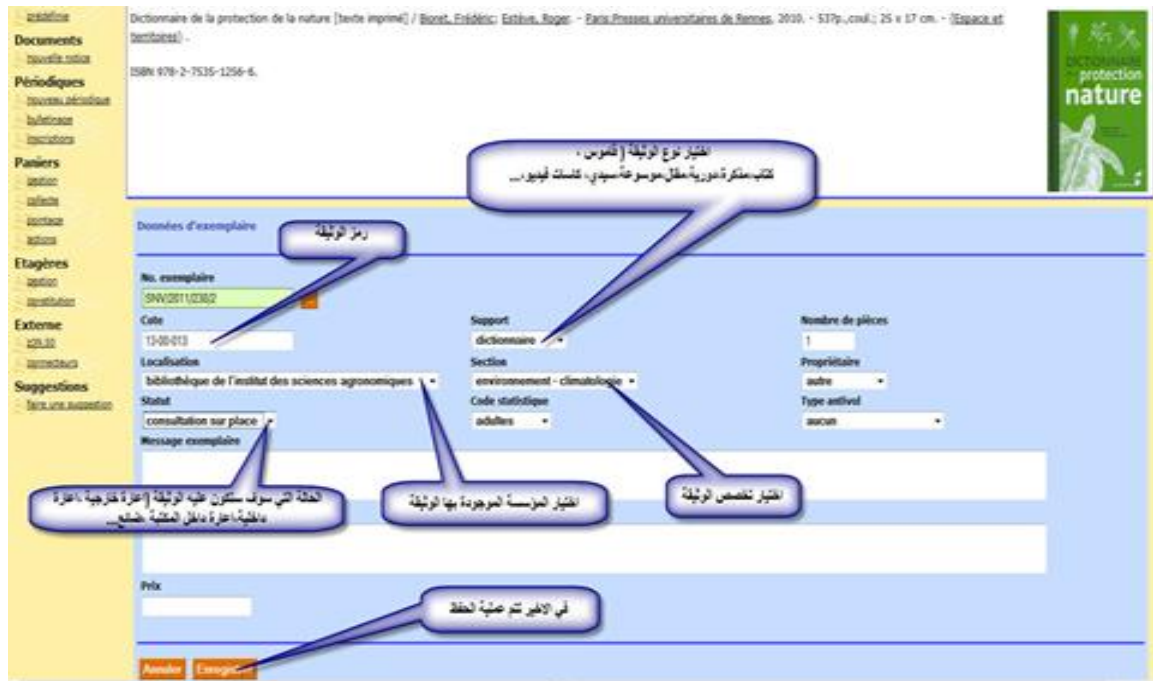 prédéfinie
Documents
nouvelle notice
Périodiques
nouveau périodique
bulletinage
inscriptions
Paniers
gestion
collecte
pointage
actions
Etagères
gestion
constitution
Externe
z39.50
connecteurs
Suggestions
faire une suggestion
Dictionnaire de la protection de la nature [texte imprimé] / Bioret, Frédéric; Estève, Roger. - Paris:Presses universitaires de Rennes, 2010. - 537p.,coul.; 25 x 17 cm. - (Espace et
territoires) .
ISBN 978-2-7535-1256-6.
DICTIONNAIRE
protection
nature
اختيار نوع الوثيقة ( قاموس ،
كتاب،مذكرة،دورية،مقال،موسوعة،سيدي، كاسات فيديو،...
Données d'exemplaire
رمز الوثيقة
No. exemplaire
SNV/2011/230/2
...
Cote
Support
Nombre de pièces
13-00-013
dictionnaire
1
Localisation
Section
Propriétaire
bibliothèque de l'institut des sciences agronomiques
environnement - climatologie
autre
Statut
Code statistique
Type antivol
consultation sur place
adultes
aucun
Message exemplaire
الحالة التي سوف ستكون عليه الوثيقة (اعارة خارجية ،اعارة
داخلية،اعارة داخل المكتبة ،ضائع...
اختيار المؤسسة الموجودة بها الوثيقة
اختيار تخصص الوثيقة
Prix
في الاخير تتم عملية الحفظ
Annuler
Enregistrer